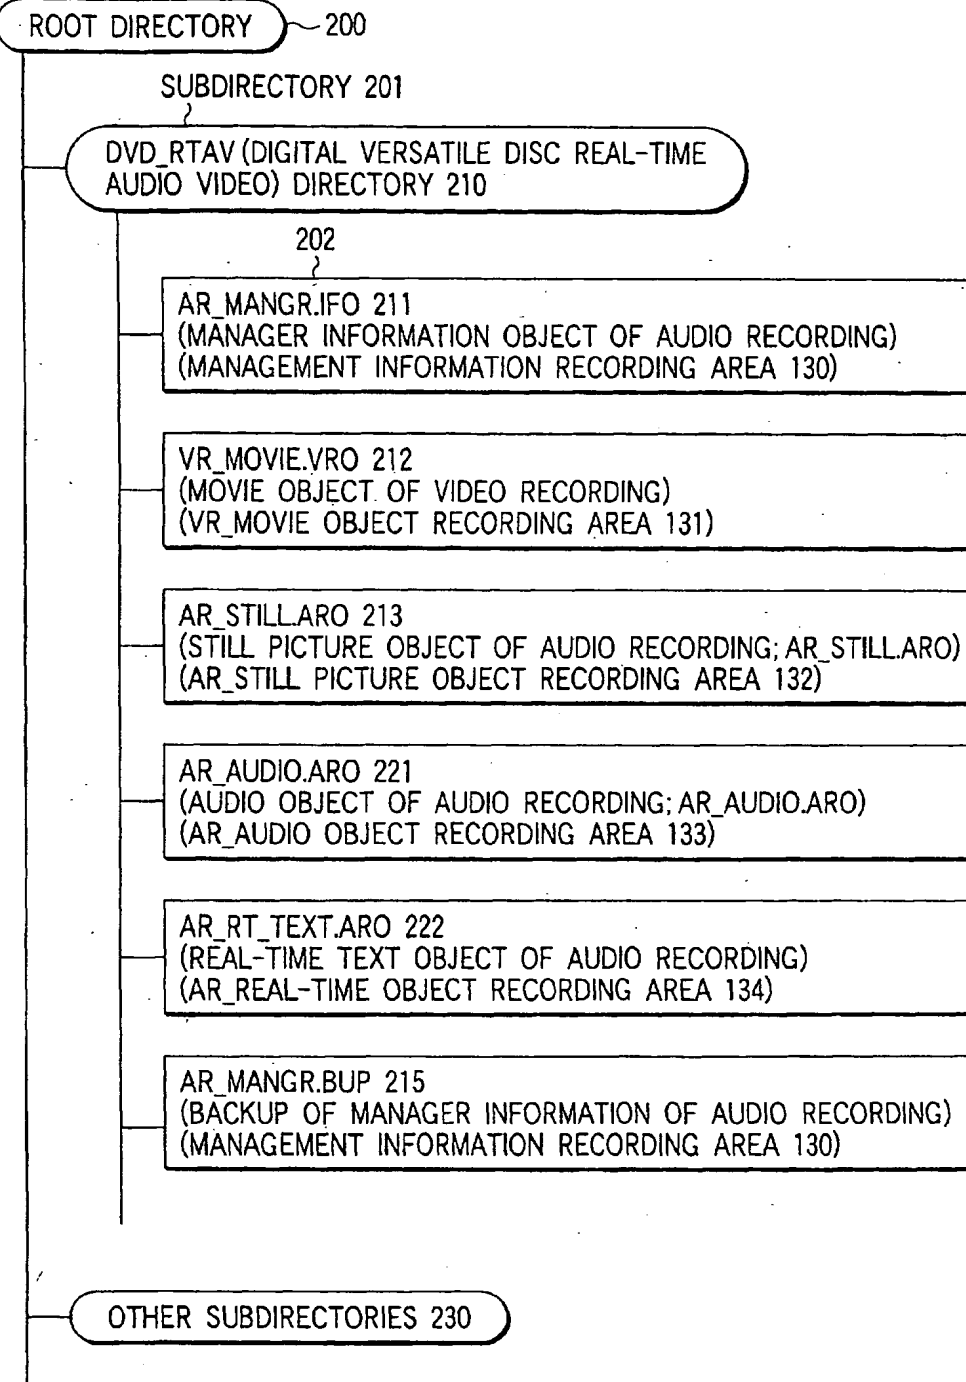 ROOT DIRECTORY 200
SUBDIRECTORY 201
DVD_RTAV (DIGITAL VERSATILE DISC REAL-TIME
AUDIO VIDEO) DIRECTORY 210
202
AR_MANGR.IFO 211
(MANAGER INFORMATION OBJECT OF AUDIO RECORDING)
(MANAGEMENT INFORMATION RECORDING AREA 130)
VR_MOVIE.VRO 212
(MOVIE OBJECT OF VIDEO RECORDING)
(VR_MOVIE OBJECT RECORDING AREA 131)
AR_STILL.ARO 213
(STILL PICTURE OBJECT OF AUDIO RECORDING; AR_STILL.ARO)
(AR_STILL PICTURE OBJECT RECORDING AREA 132)
AR_AUDIO.ARO 221
(AUDIO OBJECT OF AUDIO RECORDING; AR_AUDIO.ARO)
(AR_AUDIO OBJECT RECORDING AREA 133)
AR_RT_TEXT.ARO 222
(REAL-TIME TEXT OBJECT OF AUDIO RECORDING)
(AR_REAL-TIME OBJECT RECORDING AREA 134)
AR_MANGR.BUP 215
(BACKUP OF MANAGER INFORMATION OF AUDIO RECORDING)
(MANAGEMENT INFORMATION RECORDING AREA 130)
OTHER SUBDIRECTORIES 230